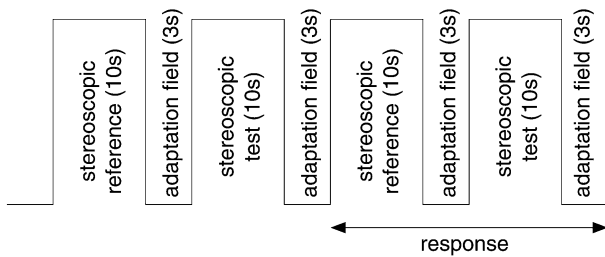 stereoscopic
reference (10s)
adaptation field (3s)
stereoscopic
test (10s)
adaptation field (3s)
stereoscopic
reference (10s)
adaptation field (3s)
stereoscopic
test (10s)
adaptation field (3s)
response